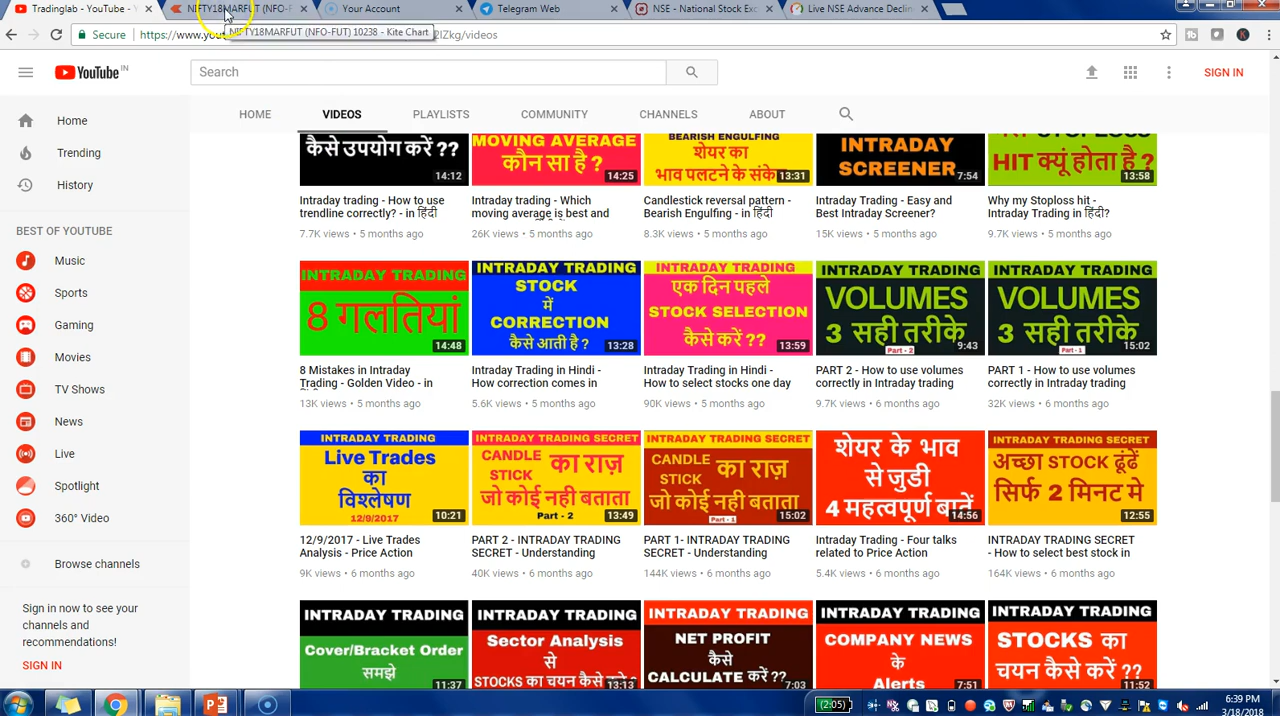 Tradinglab - YouTube -
NIFTY18MARFUT (NFO-F
Your Account
Telegram Web
NSE - National Stock Exc
Live NSE Advance Declin
Secure
https://www.you
2IZkg/videos
NIFTY18MARFUT (NFO-FUT) 10238 - Kite Chart
YouTube IN
Search
SIGN IN
HOME
VIDEOS
PLAYLISTS
COMMUNITY
CHANNELS
ABOUT
Home
Trending
History
BEST OF YOUTUBE
Music
Sports
Gaming
Movies
TV Shows
News
Live
Spotlight
360° Video
Browse channels
Sign in now to see your
channels and
recommendations!
SIGN IN
कैसे उपयोग करें ??
14:12
Intraday trading - How to use
trendline correctly? - in हिंदी
7.7K views • 5 months ago
MOVING AVERAGE
कौन सा है ?
14:25
Intraday trading - Which
moving average is best and
26K views • 5 months ago
BEARISH ENGULFING
शेयर का
भाव पलटने के संके
13:31
Candlestick reversal pattern -
Bearish Engulfing - in हिंदी
8.3K views • 5 months ago
INTRADAY
SCREENER
7:54
Intraday Trading - Easy and
Best Intraday Screener?
15K views • 5 months ago
STOPLOSS
HIT क्यूं होता है ?
13:58
Why my Stoploss hit -
Intraday Trading in हिंदी?
9.7K views • 5 months ago
INTRADAY TRADING
8 गलतियां
14:48
8 Mistakes in Intraday
Trading - Golden Video - in
13K views • 5 months ago
INTRADAY TRADING
STOCK
में
CORRECTION
कैसे आती है ?
13:28
Intraday Trading in Hindi -
How correction comes in
5.6K views • 5 months ago
INTRADAY TRADING
एक दिन पहले
STOCK SELECTION
कैसे करें ??
13:59
Intraday Trading in Hindi -
How to select stocks one day
90K views • 5 months ago
INTRADAY TRADING
VOLUMES
3 सही तरीके
Part - 2
9:43
PART 2 - How to use volumes
correctly in Intraday trading
9.7K views • 6 months ago
INTRADAY TRADING
VOLUMES
3 सही तरीके
Part - 1
15:02
PART 1 - How to use volumes
correctly in Intraday trading
32K views • 6 months ago
INTRADAY TRADING
Live Trades
का
विश्लेषण
12/9/2017
10:21
12/9/2017 - Live Trades
Analysis - Price Action
9K views • 6 months ago
INTRADAY TRADING SECRET
CANDLE
STICK का राज़
जो कोई नही बताता
Part - 2
13:49
PART 2 - INTRADAY TRADING
SECRET - Understanding
40K views • 6 months ago
INTRADAY TRADING SECRET
CANDLE
STICK का राज़
जो कोई नही बताता
Part - 1
15:02
PART 1- INTRADAY TRADING
SECRET - Understanding
144K views • 6 months ago
शेयर के भाव
से जुडी
4 महत्वपूर्ण बातें
14:56
Intraday Trading - Four talks
related to Price Action
5.4K views • 6 months ago
INTRADAY TRADING SECRET
अच्छा STOCK ढूंढें
सिर्फ 2 मिनट मे
12:55
INTRADAY TRADING SECRET
- How to select best stock in
164K views • 6 months ago
INTRADAY TRADING
Cover/Bracket Order
समझे
11:37
INTRADAY TRADING
Sector Analysis
से
STOCKS का चयन कैसे करें ??
13:13
INTRADAY TRADING
NET PROFIT
कैसे
CALCULATE करें ??
7:03
INTRADAY TRADING
COMPANY NEWS
के
Alerts
7:51
INTRADAY TRADING
STOCKS का
चयन कैसे करें ??
11:52
(2:05)
6:39 PM
3/18/2018